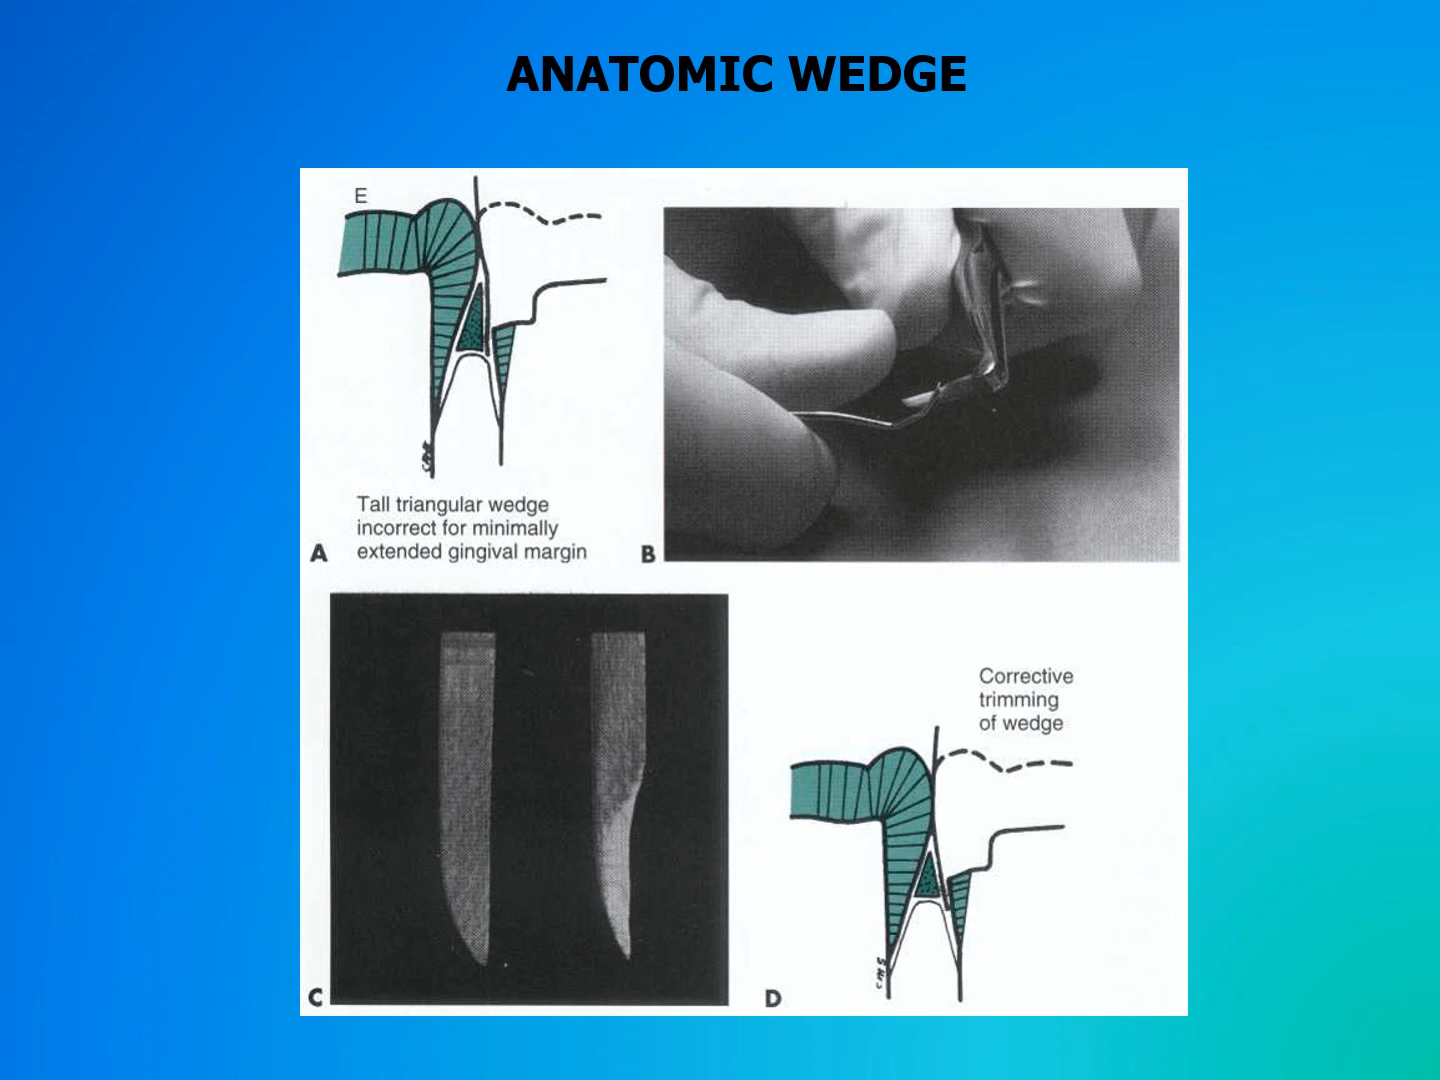 ANATOMIC WEDGE
E
Tall triangular wedge
incorrect for minimally
extended gingival margin
A
B
Corrective
trimming
of wedge
C
D